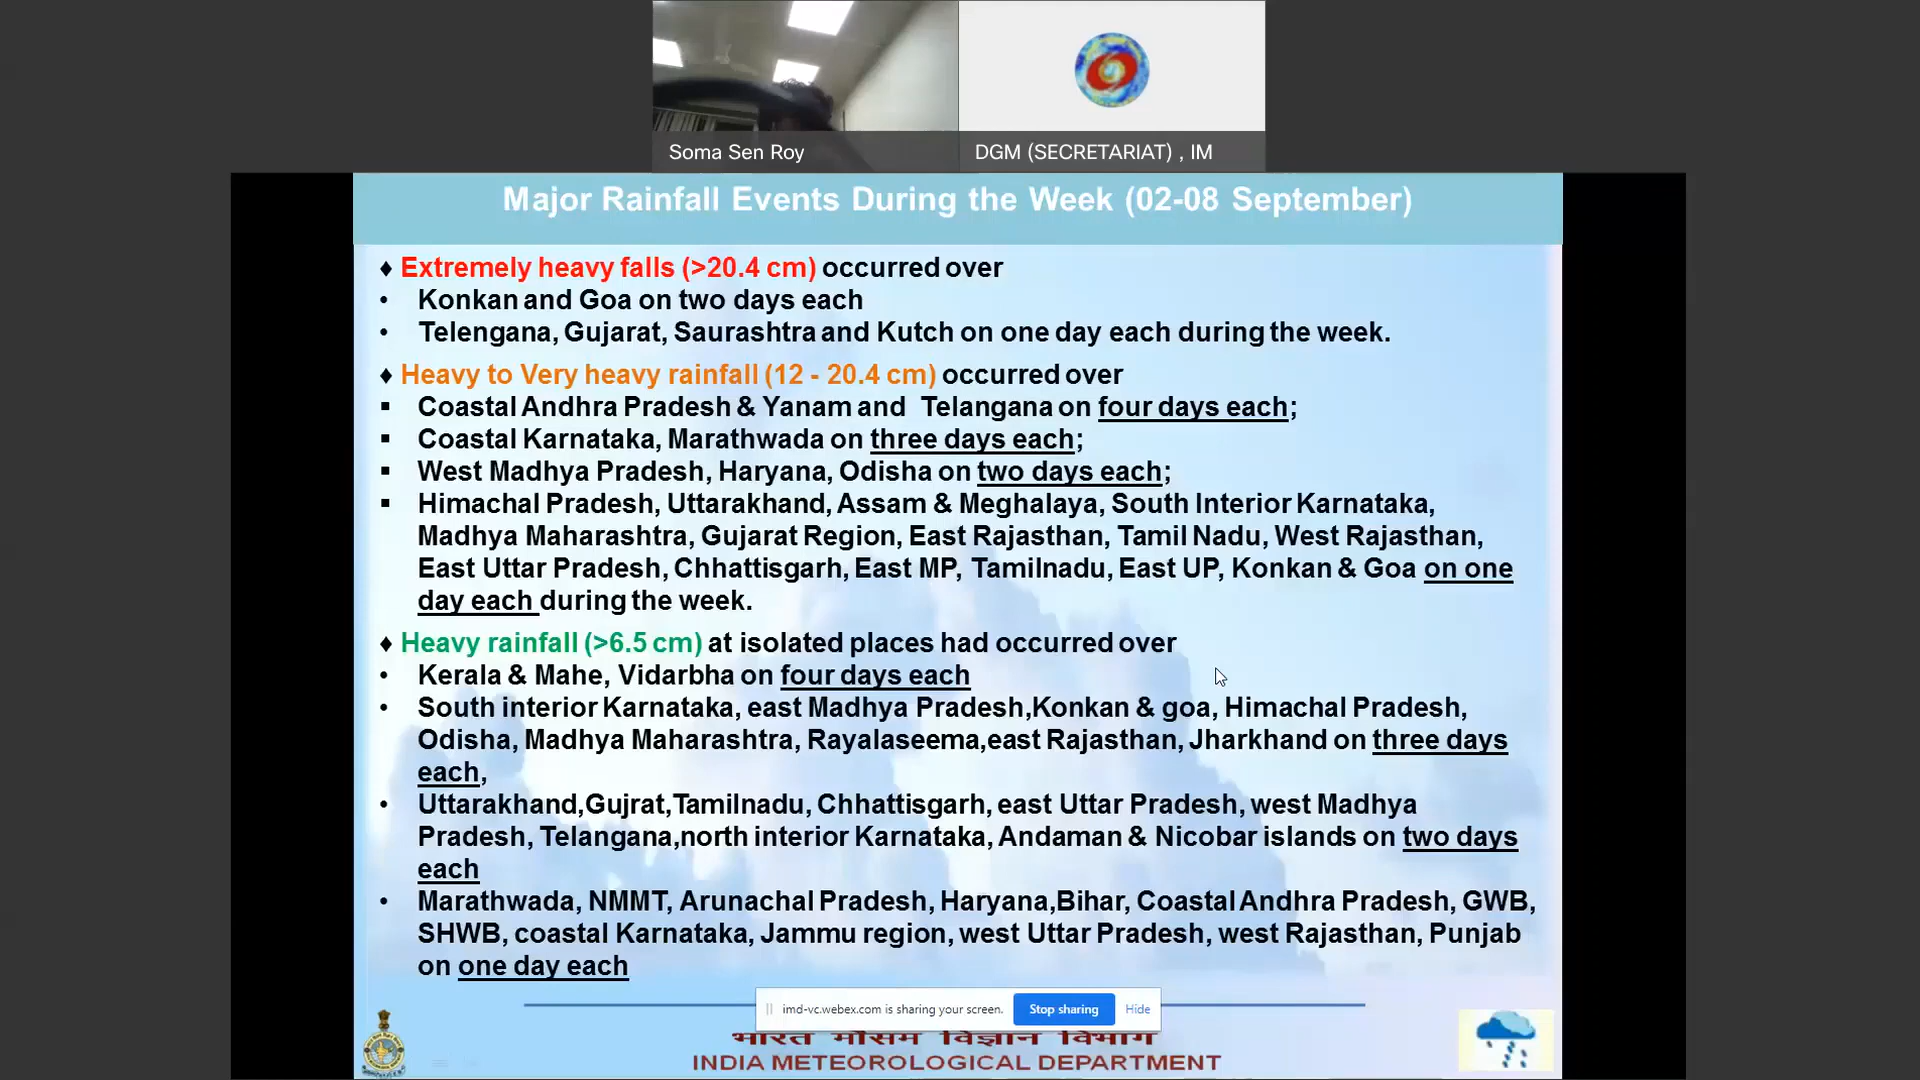 Soma Sen Roy
DGM (SECRETARIAT) , IM
Major Rainfall Events During the Week (02-08 September)
♦ Extremely heavy falls (>20.4 cm) occurred over
• Konkan and Goa on two days each
• Telengana, Gujarat, Saurashtra and Kutch on one day each during the week.
♦ Heavy to Very heavy rainfall (12 - 20.4 cm) occurred over
▪ Coastal Andhra Pradesh & Yanam and Telangana on four days each;
▪ Coastal Karnataka, Marathwada on three days each;
▪ West Madhya Pradesh, Haryana, Odisha on two days each;
▪ Himachal Pradesh, Uttarakhand, Assam & Meghalaya, South Interior Karnataka,
Madhya Maharashtra, Gujarat Region, East Rajasthan, Tamil Nadu, West Rajasthan,
East Uttar Pradesh, Chhattisgarh, East MP, Tamilnadu, East UP, Konkan & Goa on one
day each during the week.
♦ Heavy rainfall (>6.5 cm) at isolated places had occurred over
• Kerala & Mahe, Vidarbha on four days each
• South interior Karnataka, east Madhya Pradesh,Konkan & goa, Himachal Pradesh,
Odisha, Madhya Maharashtra, Rayalaseema,east Rajasthan, Jharkhand on three days
each,
• Uttarakhand,Gujrat,Tamilnadu, Chhattisgarh, east Uttar Pradesh, west Madhya
Pradesh, Telangana,north interior Karnataka, Andaman & Nicobar islands on two days
each
• Marathwada, NMMT, Arunachal Pradesh, Haryana,Bihar, Coastal Andhra Pradesh, GWB,
SHWB, coastal Karnataka, Jammu region, west Uttar Pradesh, west Rajasthan, Punjab
on one day each
imd-vc.webex.com is sharing your screen. Stop sharing Hide
भारत मौसम विज्ञान विभाग
INDIA METEOROLOGICAL DEPARTMENT